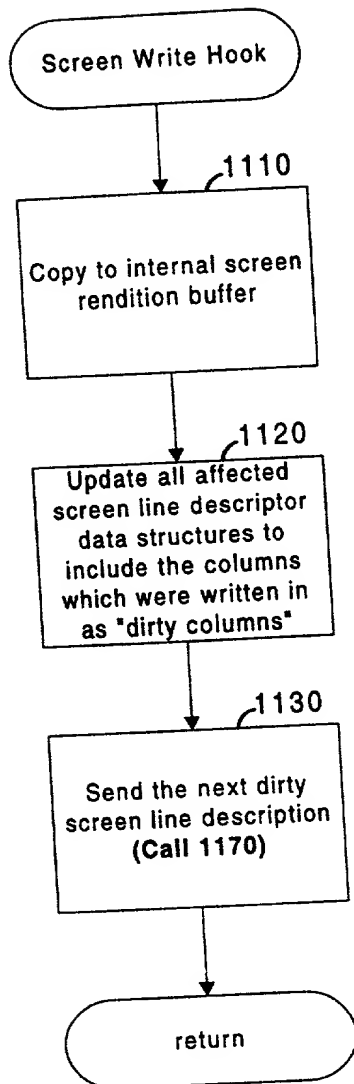 Screen Write Hook
1110
Copy to internal screen
rendition buffer
1120
Update all affected
screen line descriptor
data structures to
include the columns
which were written in
as "dirty columns"
1130
Send the next dirty
screen line description
(Call 1170)
return